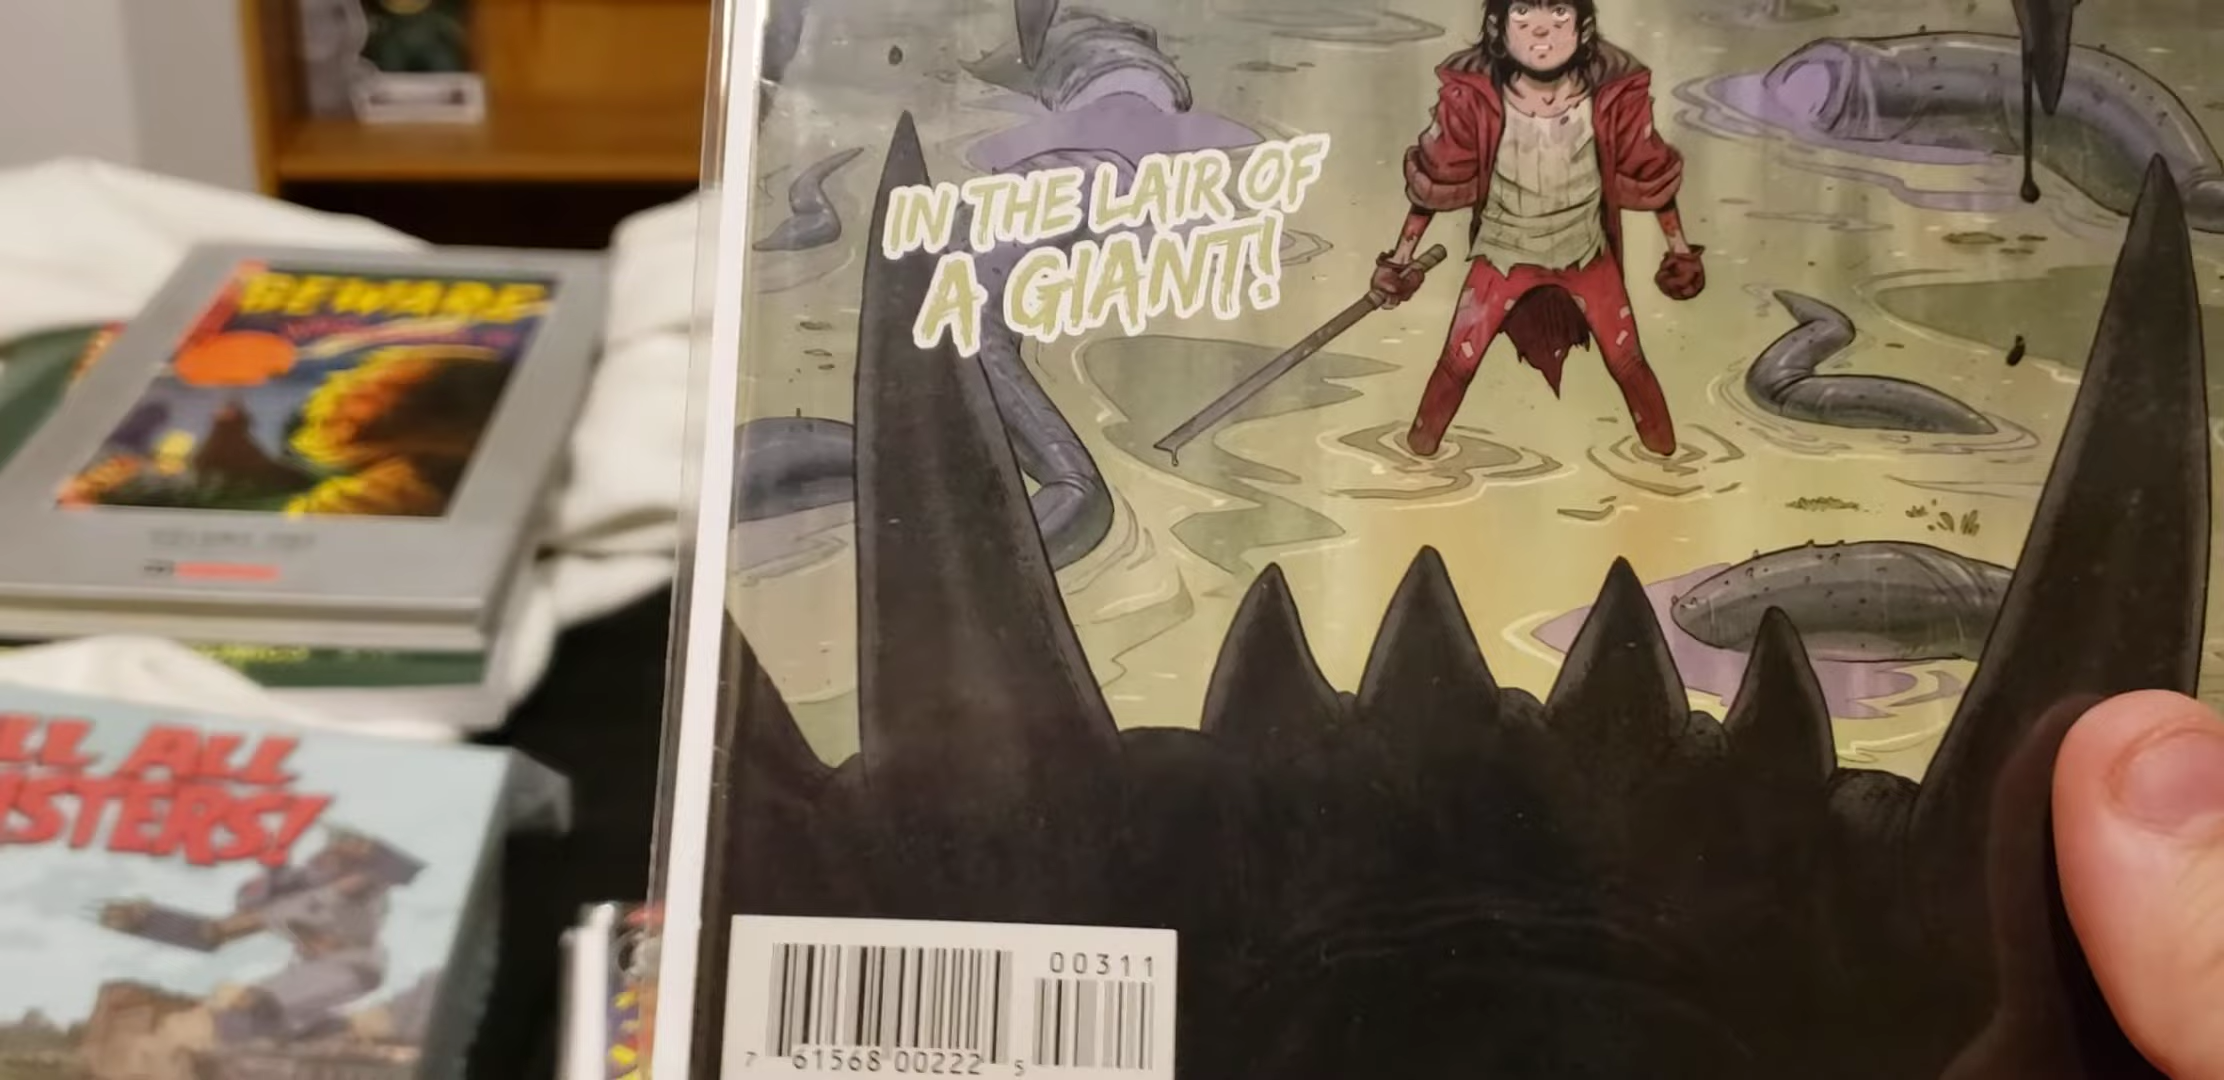 IN THE LAIR OF
A GIANT!
BEWARE
LL ALL
STERS!
00311
7 61568 00222 5